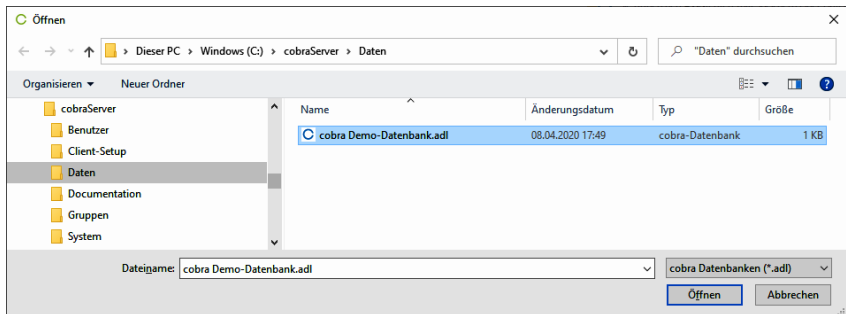 Öffnen
Dieser PC > Windows (C:) > cobraServer > Daten
"Daten" durchsuchen
Organisieren
Neuer Ordner
?
cobraServer
Name Änderungsdatum Typ Größe
Benutzer
cobra Demo-Datenbank.adl 08.04.2020 17:49 cobra-Datenbank 1 KB
Client-Setup
Daten
Documentation
Gruppen
System
Dateiname: cobra Demo-Datenbank.adl cobra Datenbanken (*.adl)
Öffnen Abbrechen